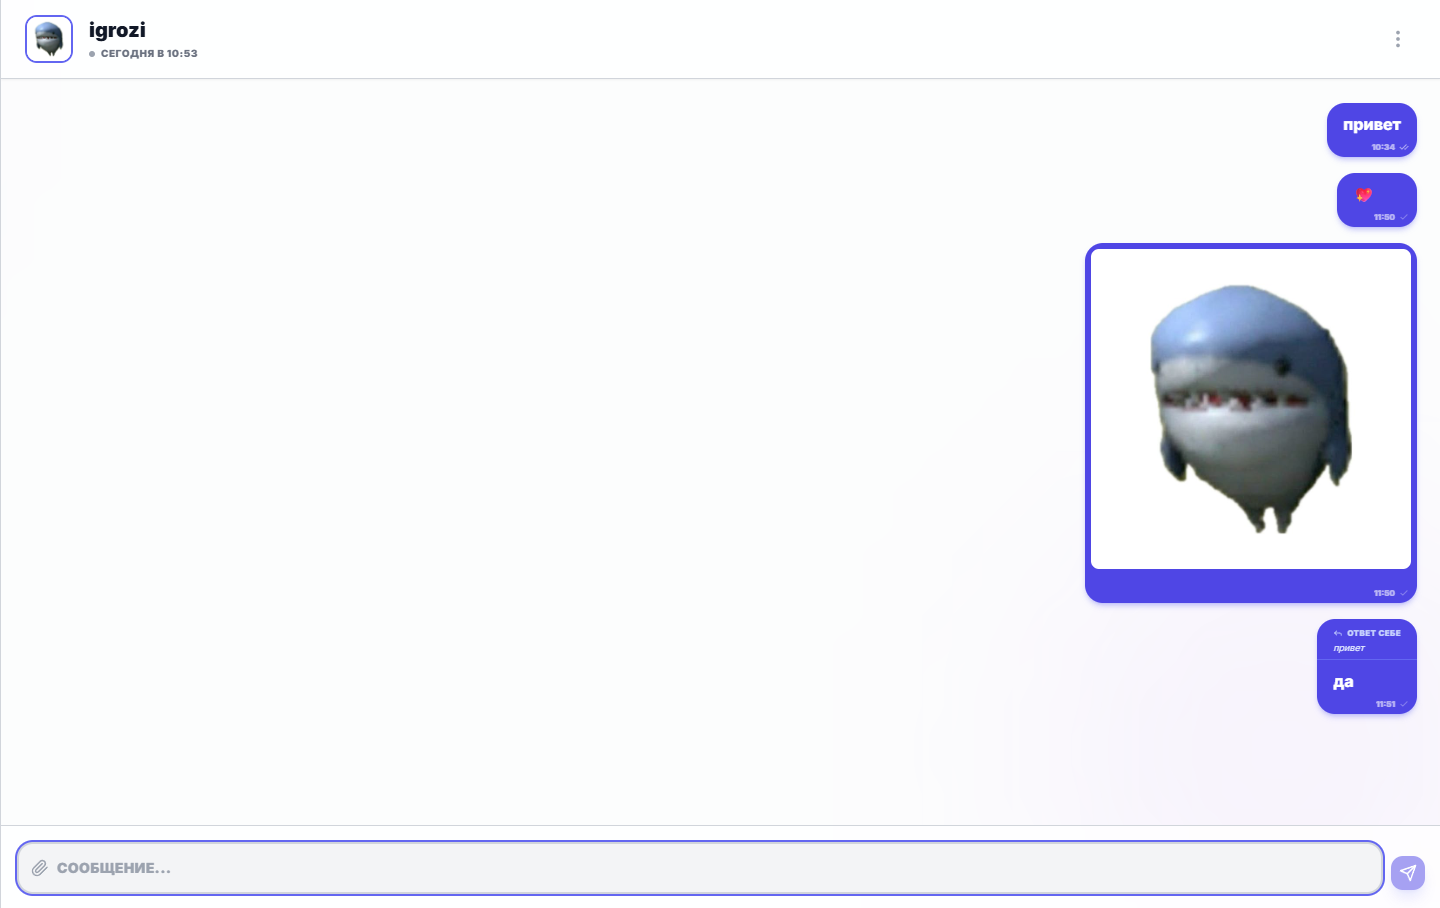 igrozi
СЕГОДНЯ В 10:53
привет
10:34
💖
11:50
11:50
ОТВЕТ СЕБЕ
привет
да
11:51
СООБЩЕНИЕ...